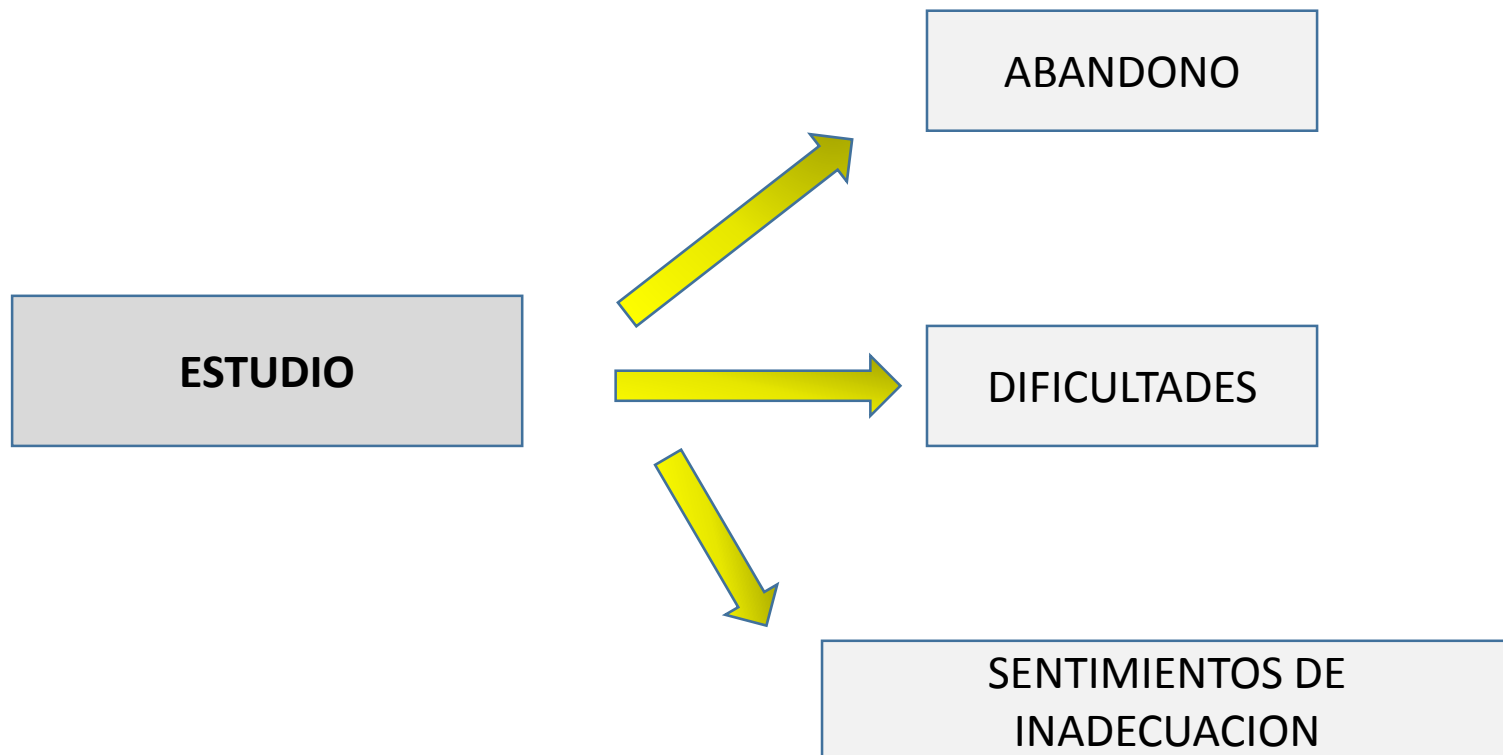 ABANDONO
ESTUDIO
DIFICULTADES
SENTIMIENTOS DE
INADECUACION